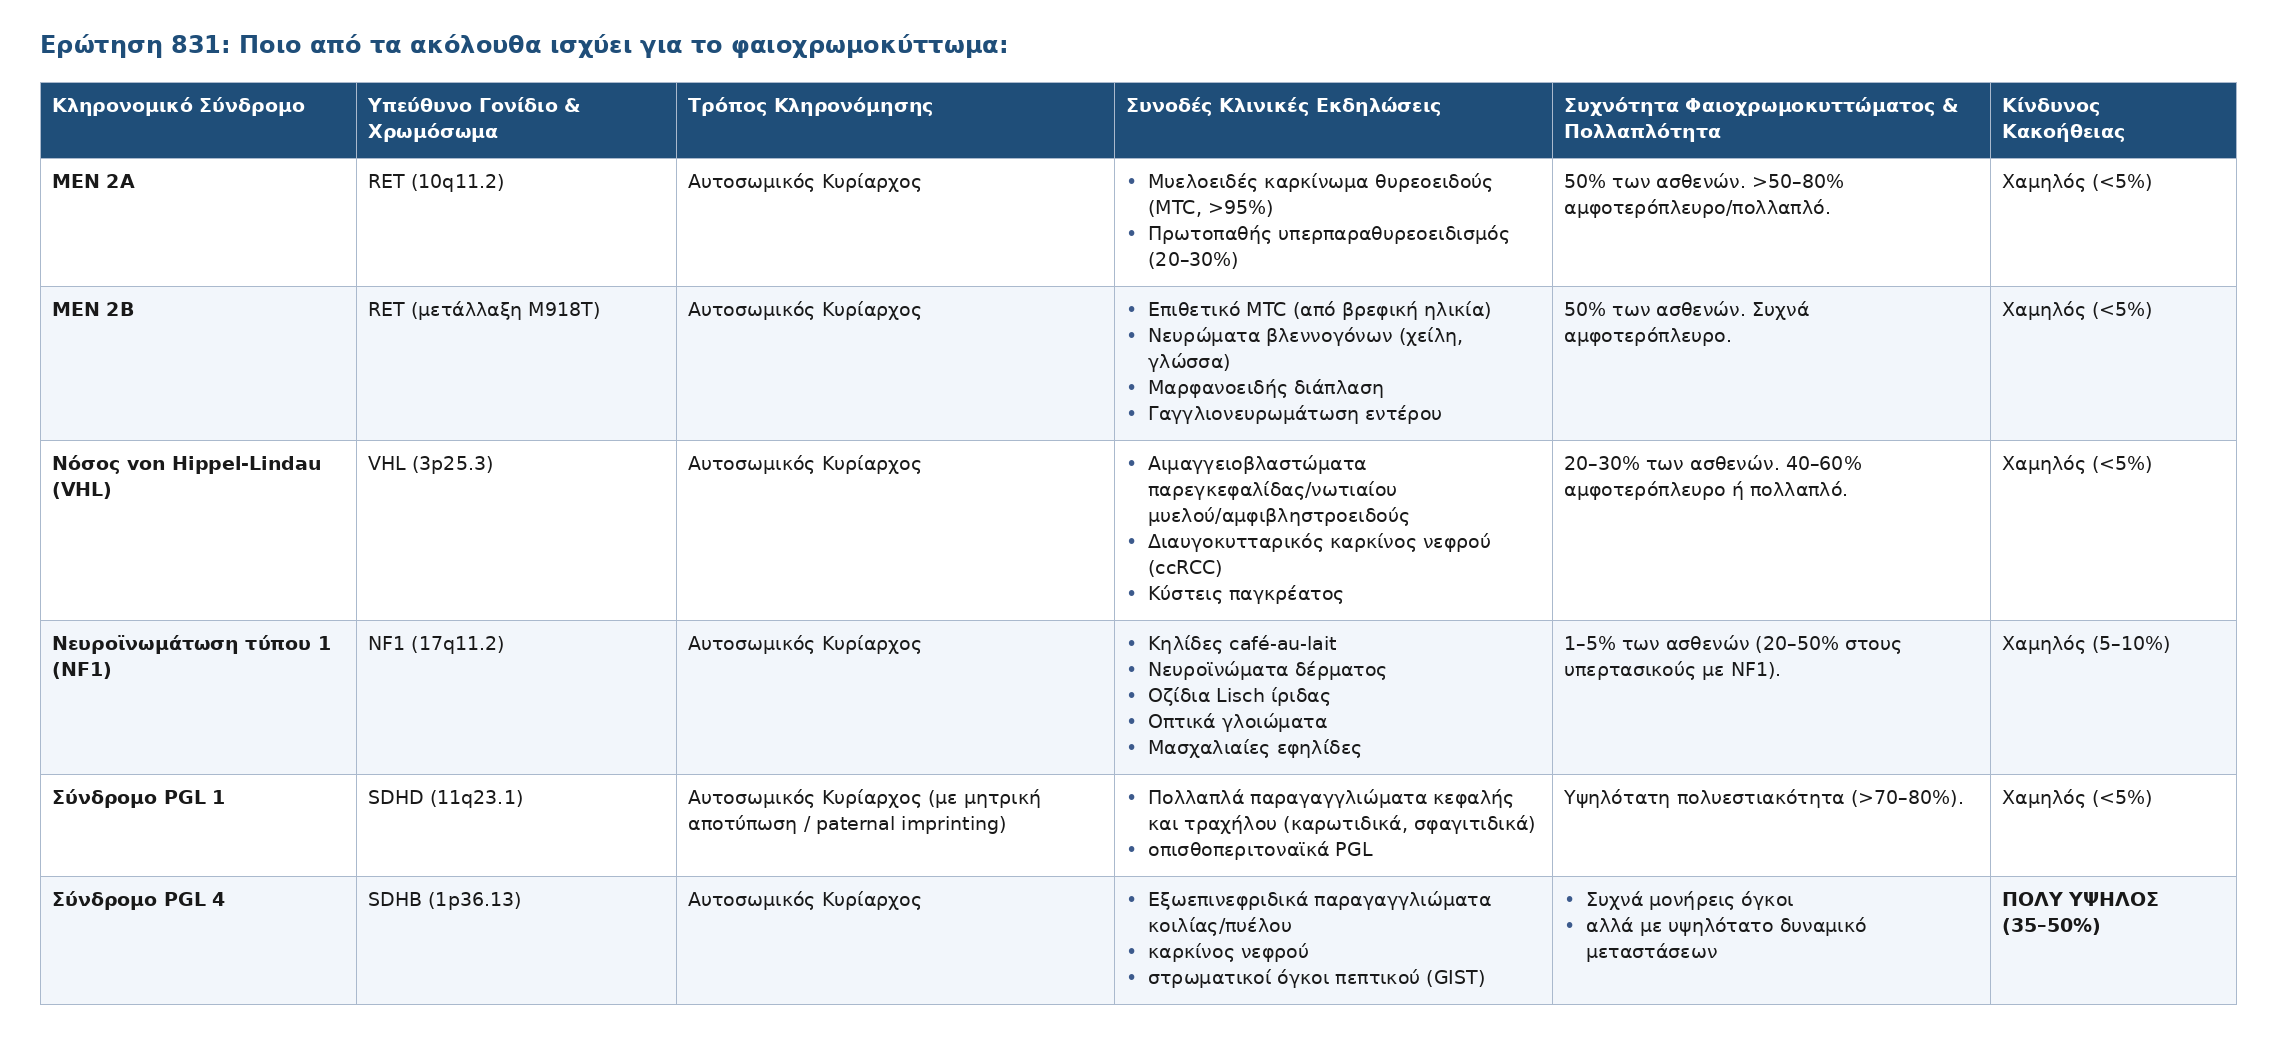 Ερώτηση 831: Ποιο από τα ακόλουθα ισχύει για το φαιοχρωμοκύττωμα:
Κληρονομικό Σύνδρομο
Υπεύθυνο Γονίδιο &
Χρωμόσωμα
Τρόπος Κληρονόμησης
Συνοδές Κλινικές Εκδηλώσεις
Συχνότητα Φαιοχρωμοκυττώματος &
Πολλαπλότητα
Κίνδυνος
Κακοήθειας
MEN 2A
RET (10q11.2)
Αυτοσωμικός Κυρίαρχος
• Μυελοειδές καρκίνωμα θυρεοειδούς
(MTC, >95%)
• Πρωτοπαθής υπερπαραθυρεοειδισμός
(20–30%)
50% των ασθενών. >50–80%
αμφοτερόπλευρο/πολλαπλό.
Χαμηλός (<5%)
MEN 2B
RET (μετάλλαξη M918T)
Αυτοσωμικός Κυρίαρχος
• Επιθετικό MTC (από βρεφική ηλικία)
• Νευρώματα βλεννογόνων (χείλη,
γλώσσα)
• Μαρφανοειδής διάπλαση
• Γαγγλιονευρωμάτωση εντέρου
50% των ασθενών. Συχνά
αμφοτερόπλευρο.
Χαμηλός (<5%)
Νόσος von Hippel-Lindau
(VHL)
VHL (3p25.3)
Αυτοσωμικός Κυρίαρχος
• Αιμαγγειοβλαστώματα
παρεγκεφαλίδας/νωτιαίου
μυελού/αμφιβληστροειδούς
• Διαυγοκυτταρικός καρκίνος νεφρού
(ccRCC)
• Κύστεις παγκρέατος
20–30% των ασθενών. 40–60%
αμφοτερόπλευρο ή πολλαπλό.
Χαμηλός (<5%)
Νευροϊνωμάτωση τύπου 1
(NF1)
NF1 (17q11.2)
Αυτοσωμικός Κυρίαρχος
• Κηλίδες café-au-lait
• Νευροϊνώματα δέρματος
• Οζίδια Lisch ίριδας
• Οπτικά γλοιώματα
• Μασχαλιαίες εφηλίδες
1–5% των ασθενών (20–50% στους
υπερτασικούς με NF1).
Χαμηλός (5–10%)
Σύνδρομο PGL 1
SDHD (11q23.1)
Αυτοσωμικός Κυρίαρχος (με μητρική
αποτύπωση / paternal imprinting)
• Πολλαπλά παραγαγγλιώματα κεφαλής
και τραχήλου (καρωτιδικά, σφαγιτιδικά)
• οπισθοπεριτοναϊκά PGL
Υψηλότατη πολυεστιακότητα (>70–80%).
Χαμηλός (<5%)
Σύνδρομο PGL 4
SDHB (1p36.13)
Αυτοσωμικός Κυρίαρχος
• Εξωεπινεφριδικά παραγαγγλιώματα
κοιλίας/πυέλου
• καρκίνος νεφρού
• στρωματικοί όγκοι πεπτικού (GIST)
• Συχνά μονήρεις όγκοι
• αλλά με υψηλότατο δυναμικό
μεταστάσεων
ΠΟΛΥ ΥΨΗΛΟΣ
(35–50%)